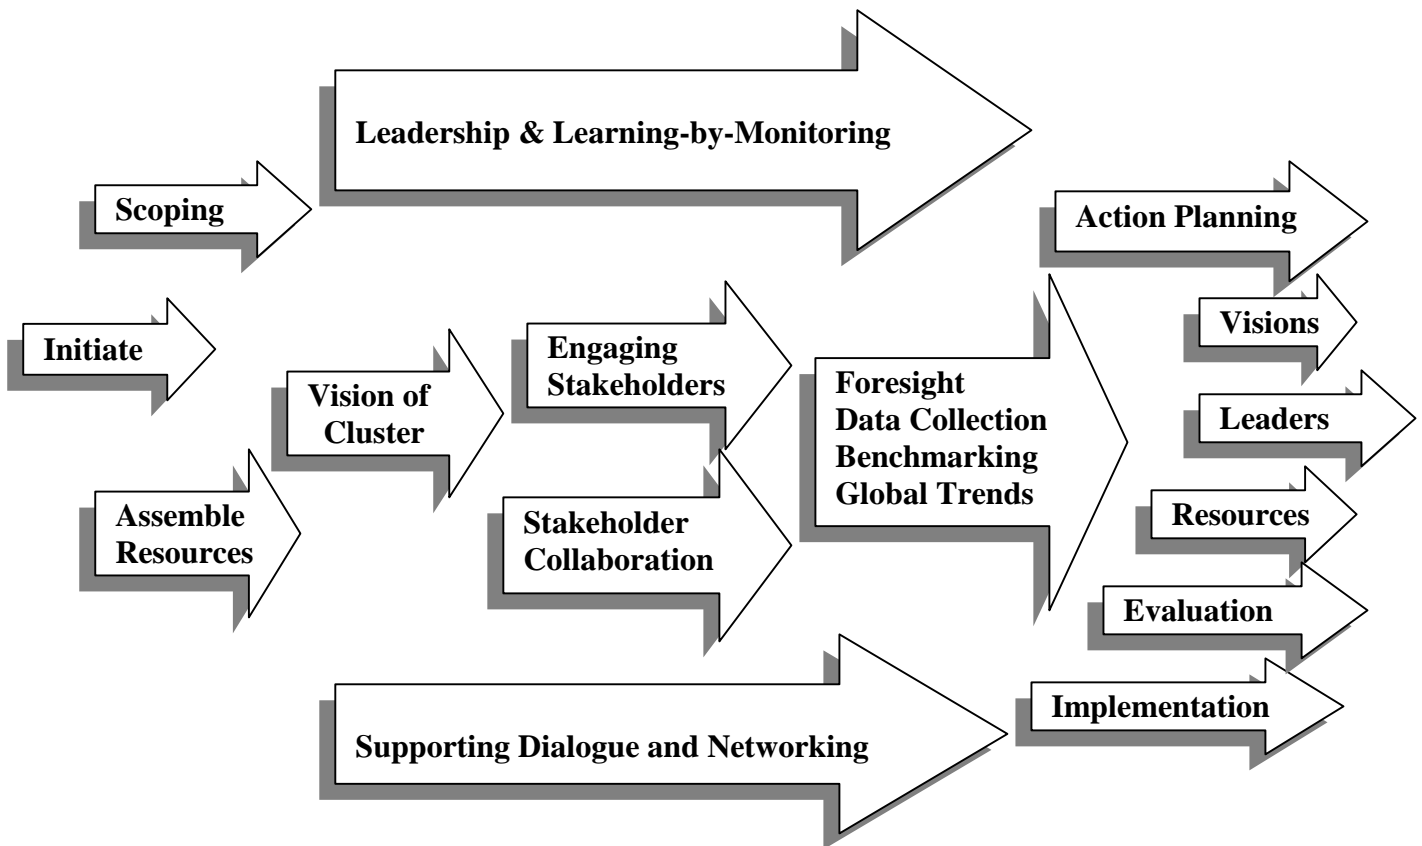 Leadership & Learning-by-Monitoring
Scoping
Action Planning
Initiate
Visions
Vision of
Cluster
Engaging
Stakeholders
Foresight
Data Collection
Benchmarking
Global Trends
Leaders
Assemble
Resources
Stakeholder
Collaboration
Resources
Evaluation
Supporting Dialogue and Networking
Implementation